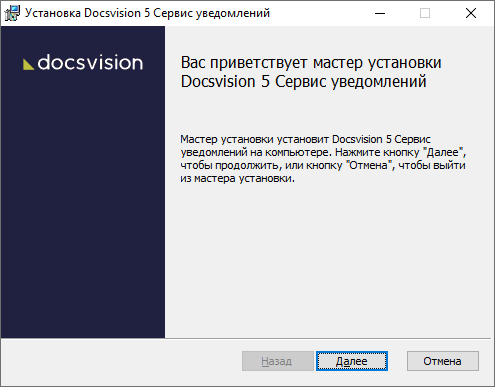 Установка Docsvision 5 Сервис уведомлений
docsvision
Вас приветствует мастер установки
Docsvision 5 Сервис уведомлений
Мастер установки установит Docsvision 5 Сервис
уведомлений на компьютере. Нажмите кнопку "Далее",
чтобы продолжить, или кнопку "Отмена", чтобы выйти
из мастера установки.
Назад
Далее
Отмена